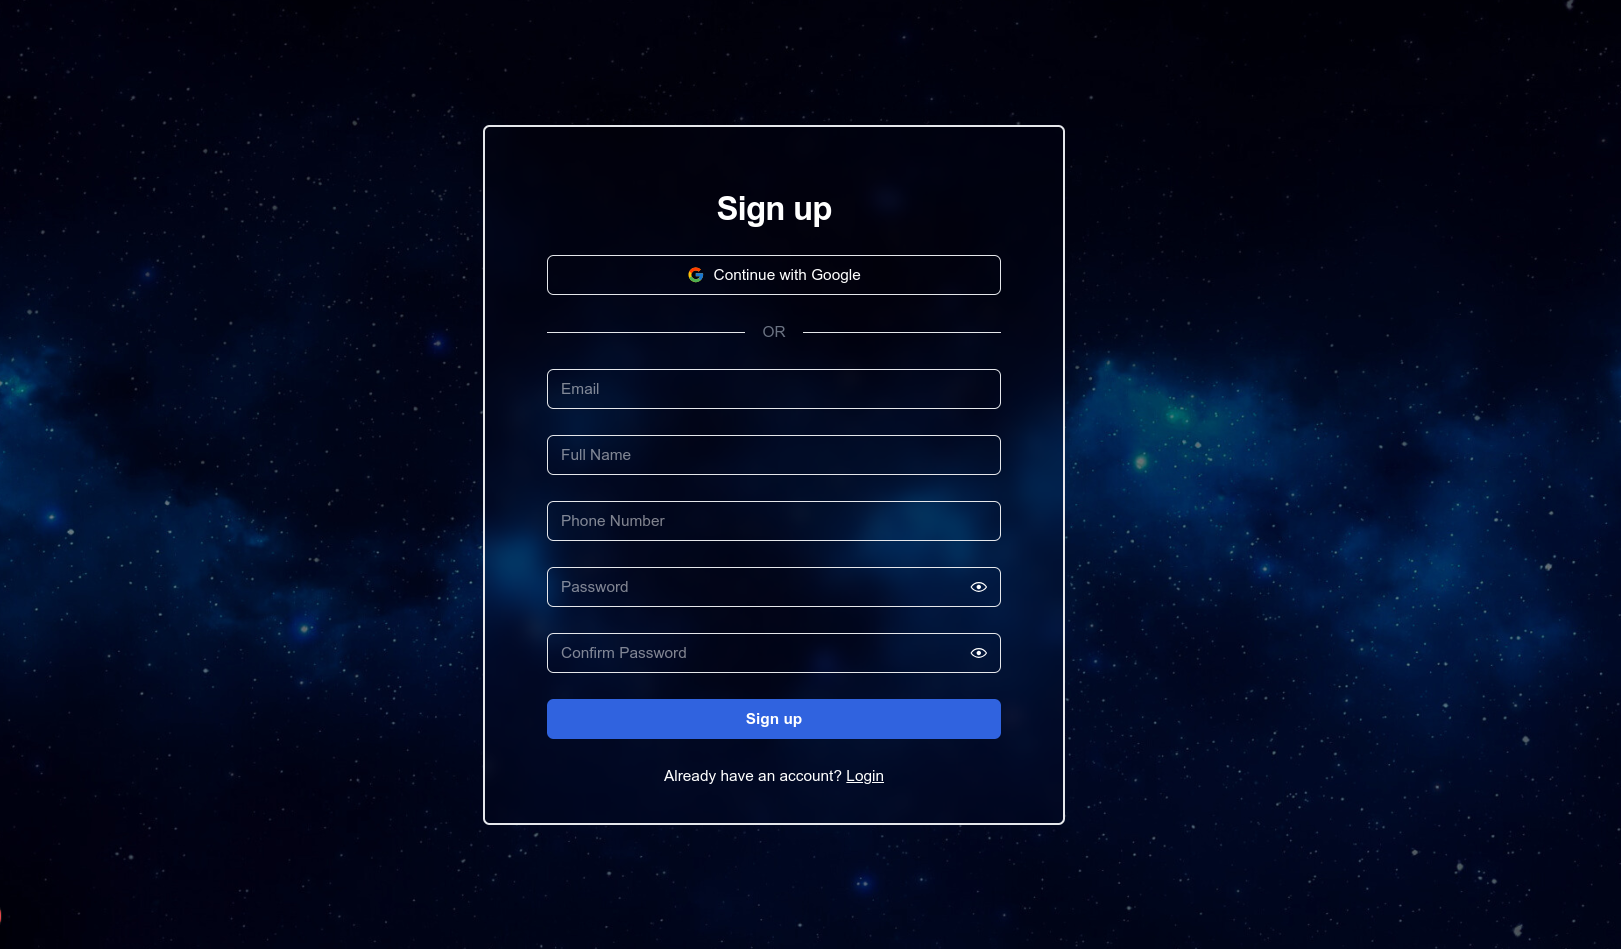 Sign up
Continue with Google
OR
Email
Full Name
Phone Number
Password
Confirm Password
Sign up
Already have an account? Login